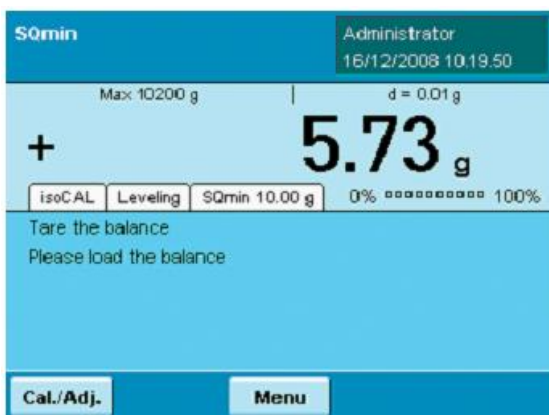 SQmin
Administrator
16/12/2008 10.19.50
Max 10200 g | d = 0.01 g
+ 5.73 g
isoCAL Leveling SQmin 10.00 g 0% 100%
Tare the balance
Please load the balance
Cal./Adj. Menu